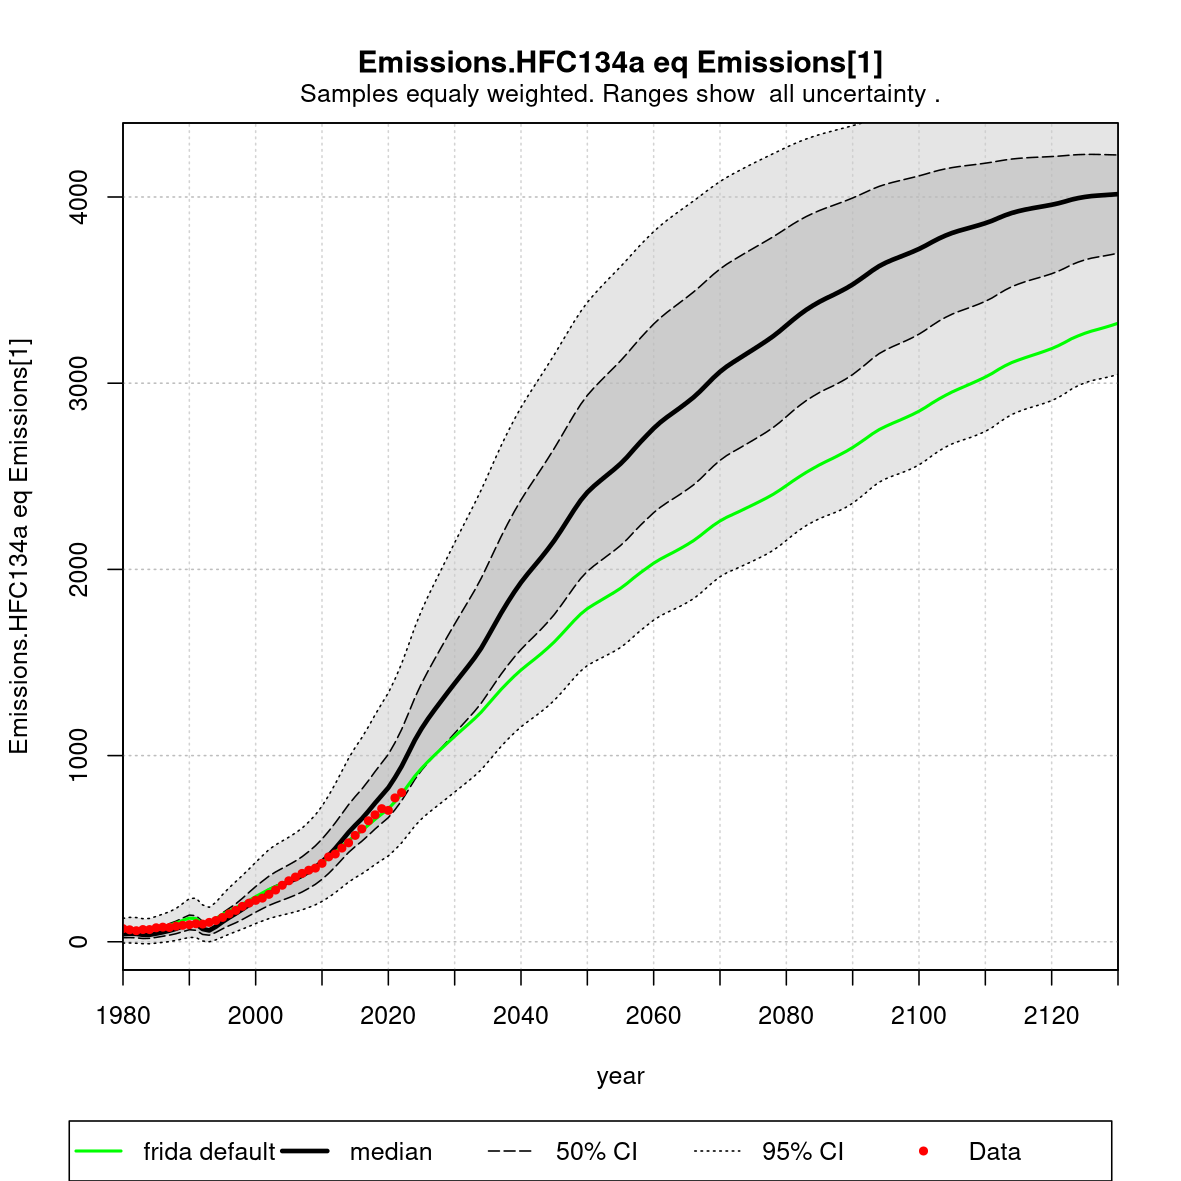 Emissions.HFC134a eq Emissions[1]
Samples equaly weighted. Ranges show  all uncertainty .
Emissions.HFC134a eq Emissions[1]
4000
3000
2000
1000
0
1980 2000 2020 2040 2060 2080 2100 2120
year
frida default median 50% CI 95% CI Data